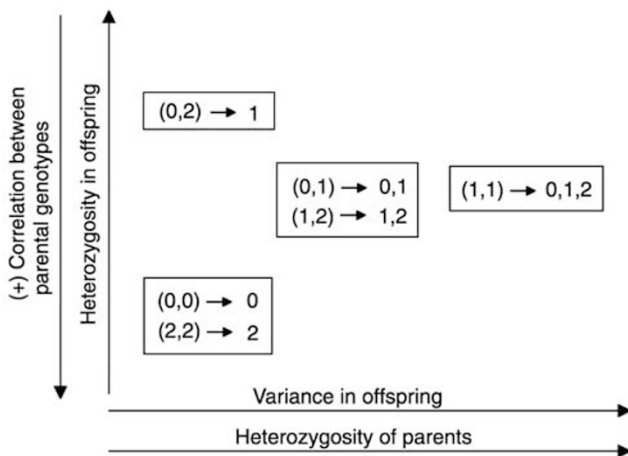 (+) Correlation between
parental genotypes
Heterozygosity in offspring
(0,2) → 1
(0,1) → 0,1
(1,2) → 1,2
(1,1) → 0,1,2
(0,0) → 0
(2,2) → 2
Variance in offspring
Heterozygosity of parents